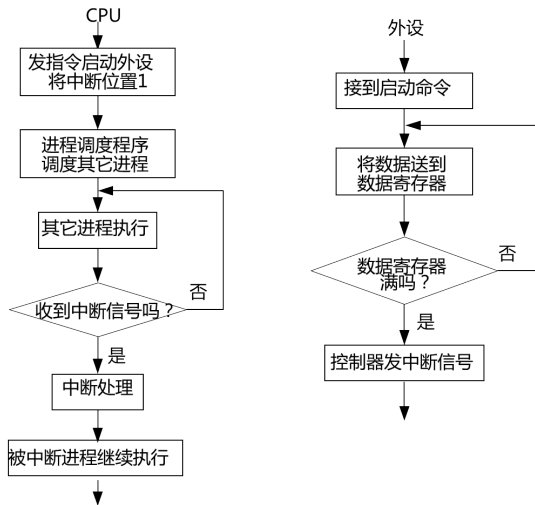 CPU
发指令启动外设
将中断位置1
进程调度程序
调度其它进程
其它进程执行
收到中断信号吗？
否
是
中断处理
被中断进程继续执行
外设
接到启动命令
将数据送到
数据寄存器
数据寄存器
满吗？
否
是
控制器发中断信号